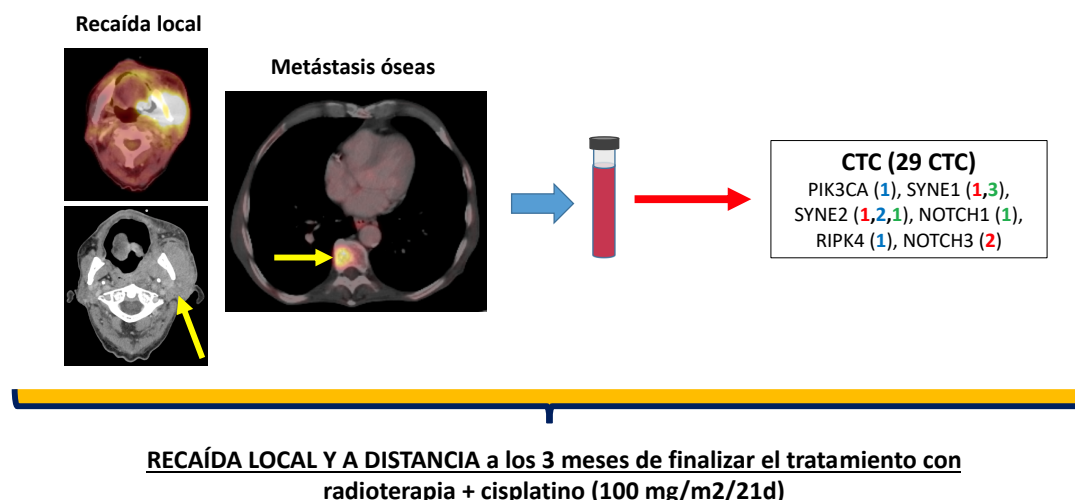 Recaída local
Metástasis óseas
CTC (29 CTC)
PIK3CA (1), SYNE1 (1,3),
SYNE2 (1,2,1), NOTCH1 (1),
RIPK4 (1), NOTCH3 (2)
RECAÍDA LOCAL Y A DISTANCIA a los 3 meses de finalizar el tratamiento con
radioterapia + cisplatino (100 mg/m2/21d)